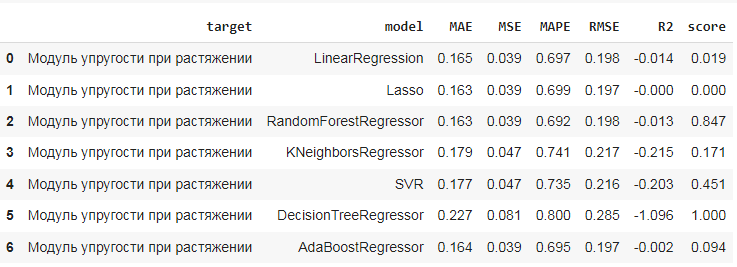 target model MAE MSE MAPE RMSE R2 score
0 Модуль упругости при растяжении LinearRegression 0.165 0.039 0.697 0.198 -0.014 0.019
1 Модуль упругости при растяжении Lasso 0.163 0.039 0.699 0.197 -0.000 0.000
2 Модуль упругости при растяжении RandomForestRegressor 0.163 0.039 0.692 0.198 -0.013 0.847
3 Модуль упругости при растяжении KNeighborsRegressor 0.179 0.047 0.741 0.217 -0.215 0.171
4 Модуль упругости при растяжении SVR 0.177 0.047 0.735 0.216 -0.203 0.451
5 Модуль упругости при растяжении DecisionTreeRegressor 0.227 0.081 0.800 0.285 -1.096 1.000
6 Модуль упругости при растяжении AdaBoostRegressor 0.164 0.039 0.695 0.197 -0.002 0.094